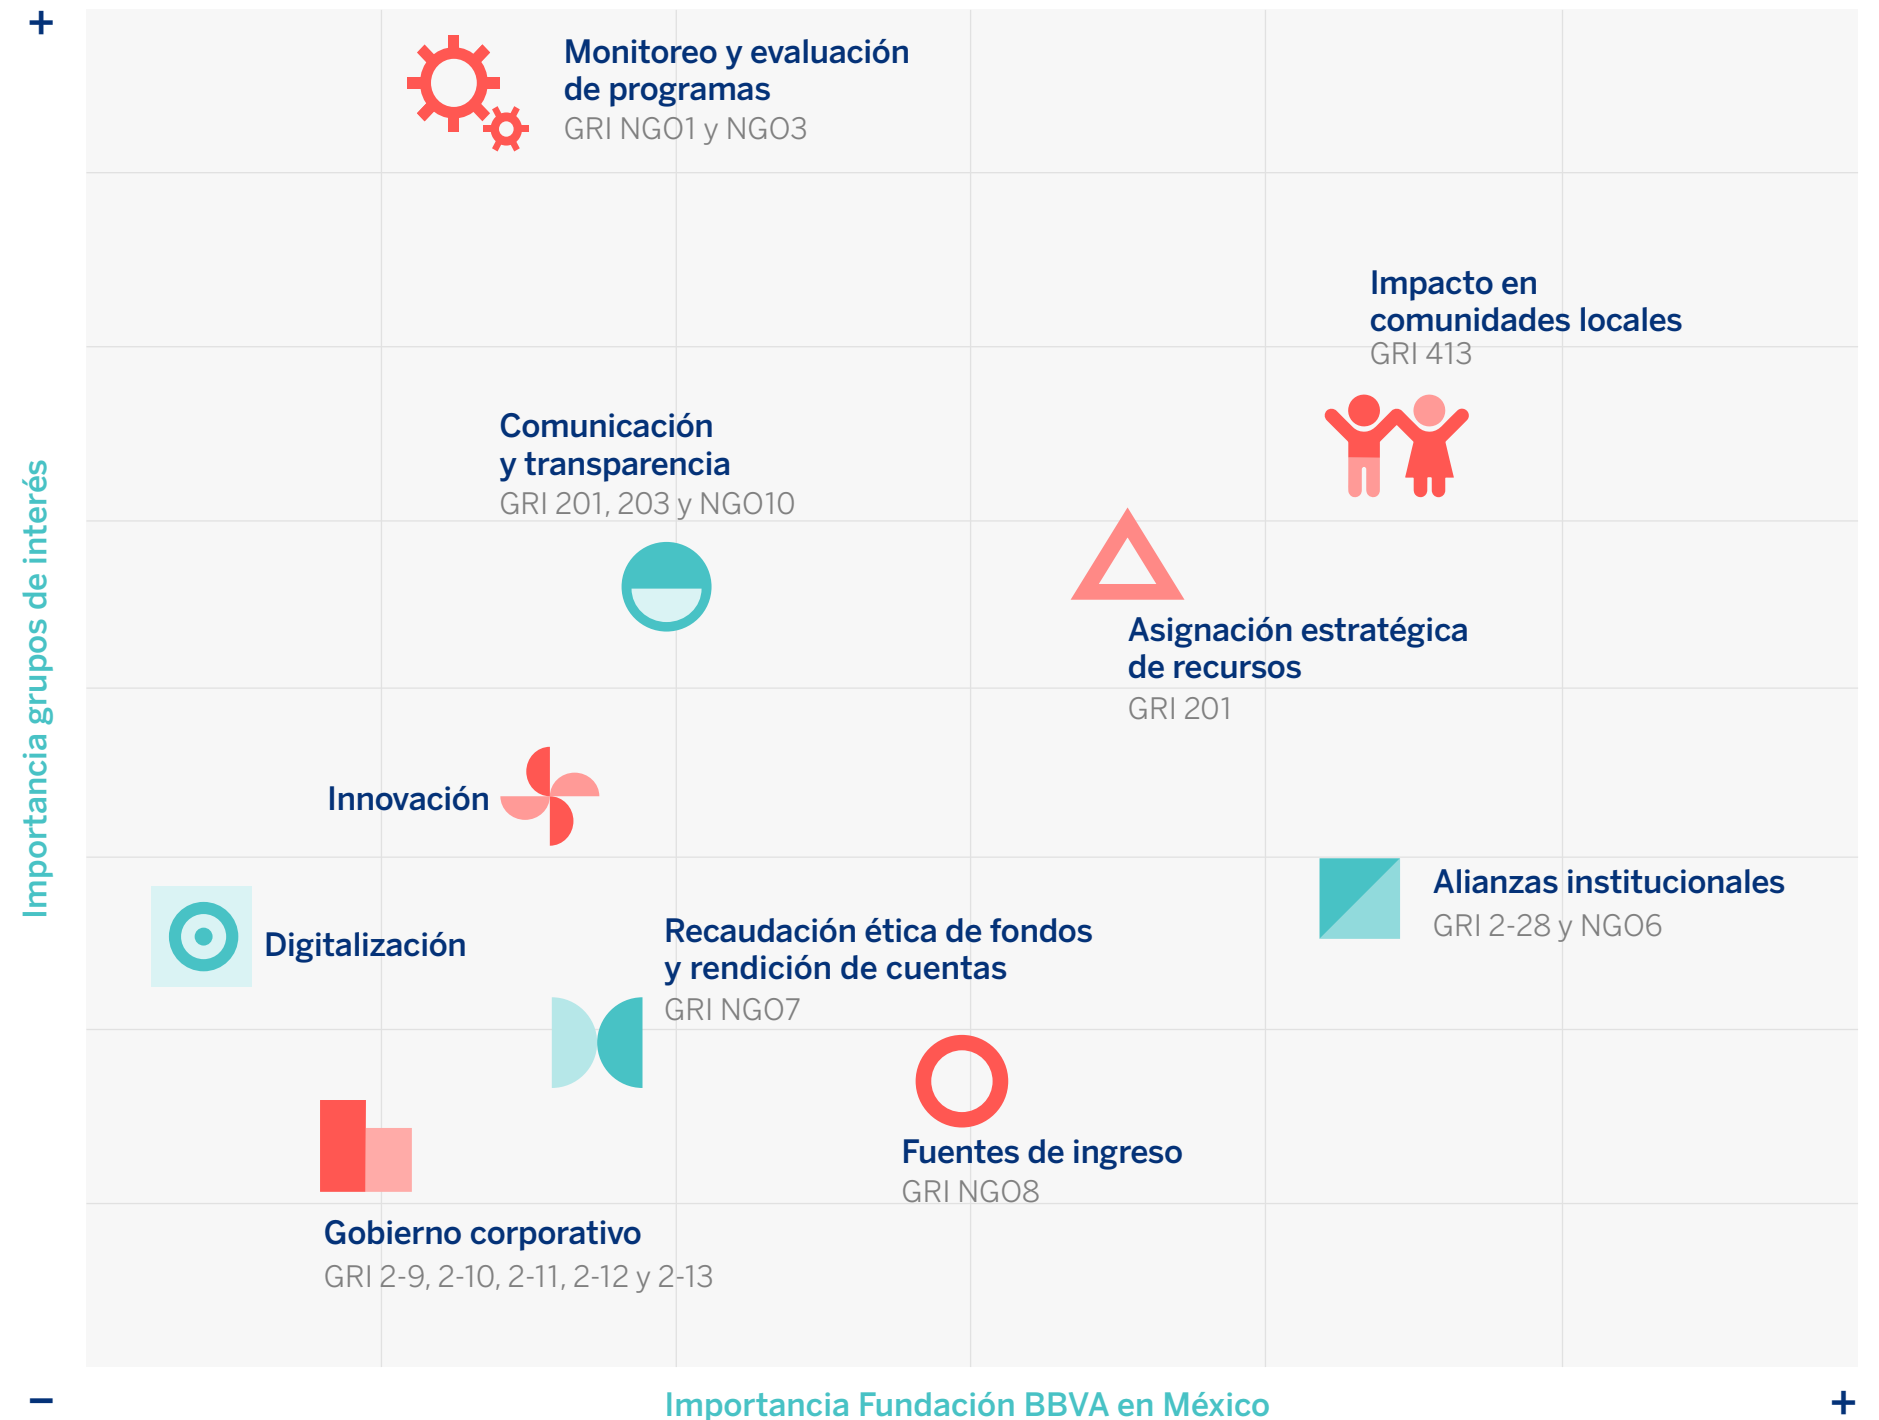 +
Monitoreo y evaluación
de programas
GRI NGO1 y NGO3
Impacto en
comunidades locales
GRI 413
Comunicación
y transparencia
GRI 201, 203 y NGO10
Asignación estratégica
de recursos
GRI 201
Innovación
Importancia grupos de interés
Alianzas institucionales
GRI 2-28 y NGO6
Digitalización
Recaudación ética de fondos
y rendición de cuentas
GRI NGO7
Fuentes de ingreso
GRI NGO8
Gobierno corporativo
GRI 2-9, 2-10, 2-11, 2-12 y 2-13
–
Importancia Fundación BBVA en México
+